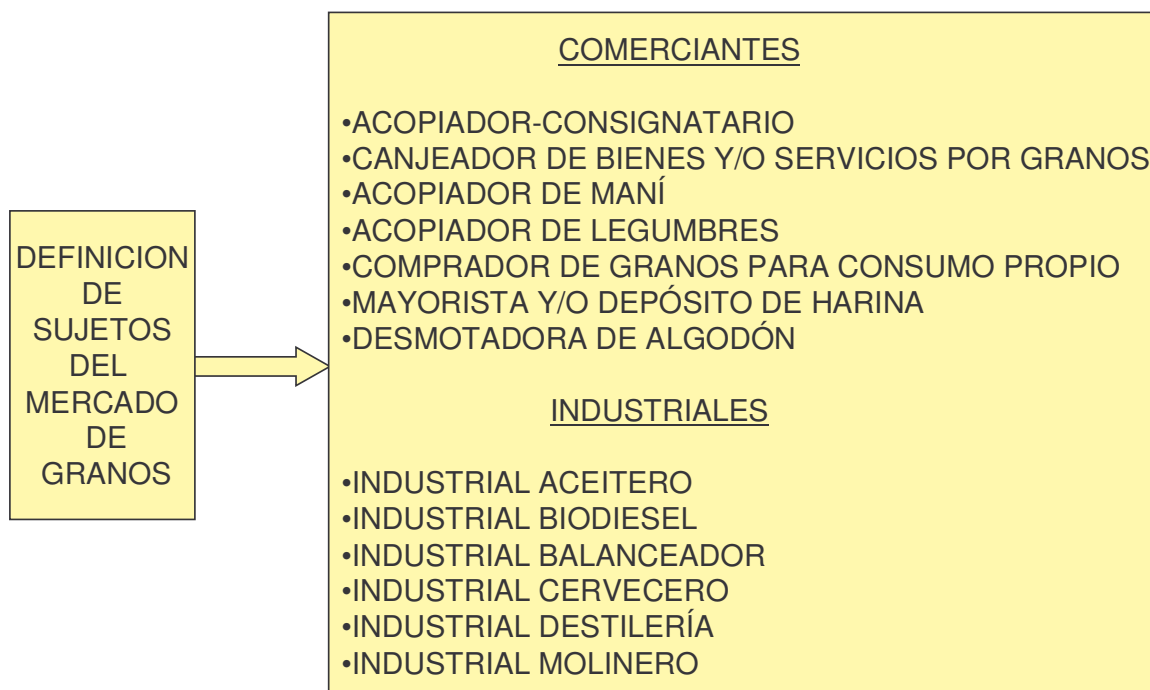 DEFINICION
DE
SUJETOS
DEL
MERCADO
DE
GRANOS
COMERCIANTES
•ACOPIADOR-CONSIGNATARIO
•CANJEADOR DE BIENES Y/O SERVICIOS POR GRANOS
•ACOPIADOR DE MANÍ
•ACOPIADOR DE LEGUMBRES
•COMPRADOR DE GRANOS PARA CONSUMO PROPIO
•MAYORISTA Y/O DEPÓSITO DE HARINA
•DESMOTADORA DE ALGODÓN
INDUSTRIALES
•INDUSTRIAL ACEITERO
•INDUSTRIAL BIODIESEL
•INDUSTRIAL BALANCEADOR
•INDUSTRIAL CERVECERO
•INDUSTRIAL DESTILERÍA
•INDUSTRIAL MOLINERO